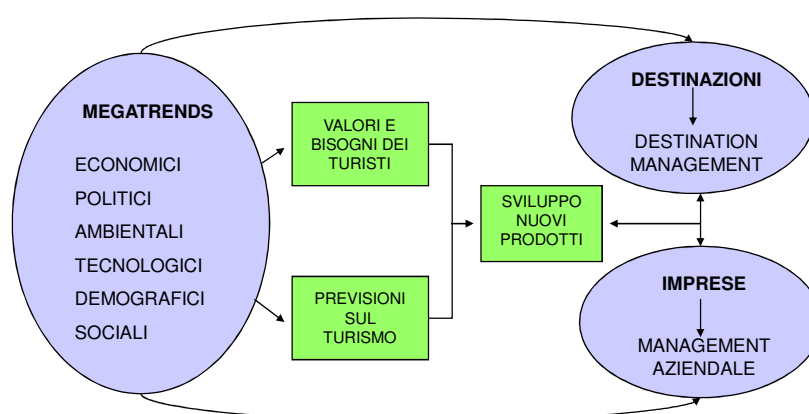 MEGATRENDS
ECONOMICI
POLITICI
AMBIENTALI
TECNOLOGICI
DEMOGRAFICI
SOCIALI
VALORI E
BISOGNI DEI
TURISTI
PREVISIONI
SUL
TURISMO
SVILUPPO
NUOVI
PRODOTTI
DESTINAZIONI
DESTINATION
MANAGEMENT
IMPRESE
MANAGEMENT
AZIENDALE